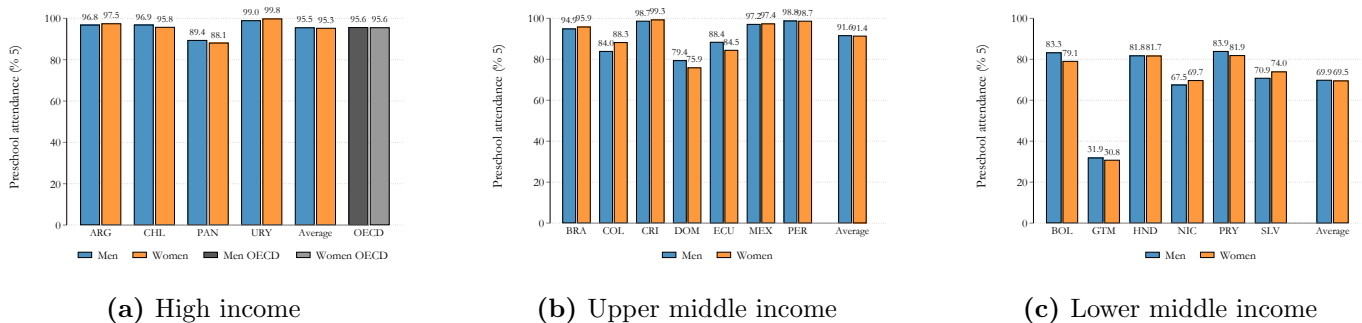 Preschool attendance (% 5)
100
80
60
40
20
0
96.8 97.5 96.9 95.8 89.4 88.1 99.0 99.8 95.5 95.3 95.6 95.6
ARG CHL PAN URY Average OECD
Men Women Men OECD Women OECD
(a) High income
Preschool attendance (% 5)
100
80
60
40
20
0
94.9 95.9 84.0 88.3 98.7 99.3 79.4 75.9 88.4 84.5 97.2 97.4 98.8 98.7 91.6 91.4
BRA COL CRI DOM ECU MEX PER Average
Men Women
(b) Upper middle income
Preschool attendance (% 5)
100
80
60
40
20
0
83.3 79.1 31.9 30.8 81.8 81.7 67.5 69.7 83.9 81.9 70.9 74.0 69.9 69.5
BOL GTM HND NIC PRY SLV Average
Men Women
(c) Lower middle income